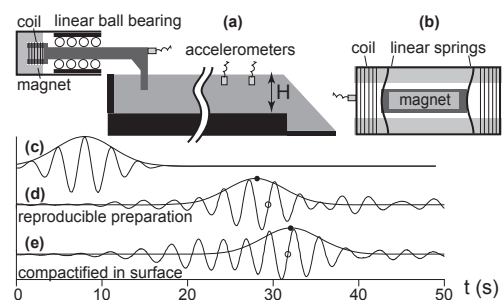 coil linear ball bearing (a) (b)
accelerometers coil linear springs
magnet H magnet
(c)
(d)
reproducible preparation
(e)
compactified in surface
0 10 20 30 40 50 t (s)